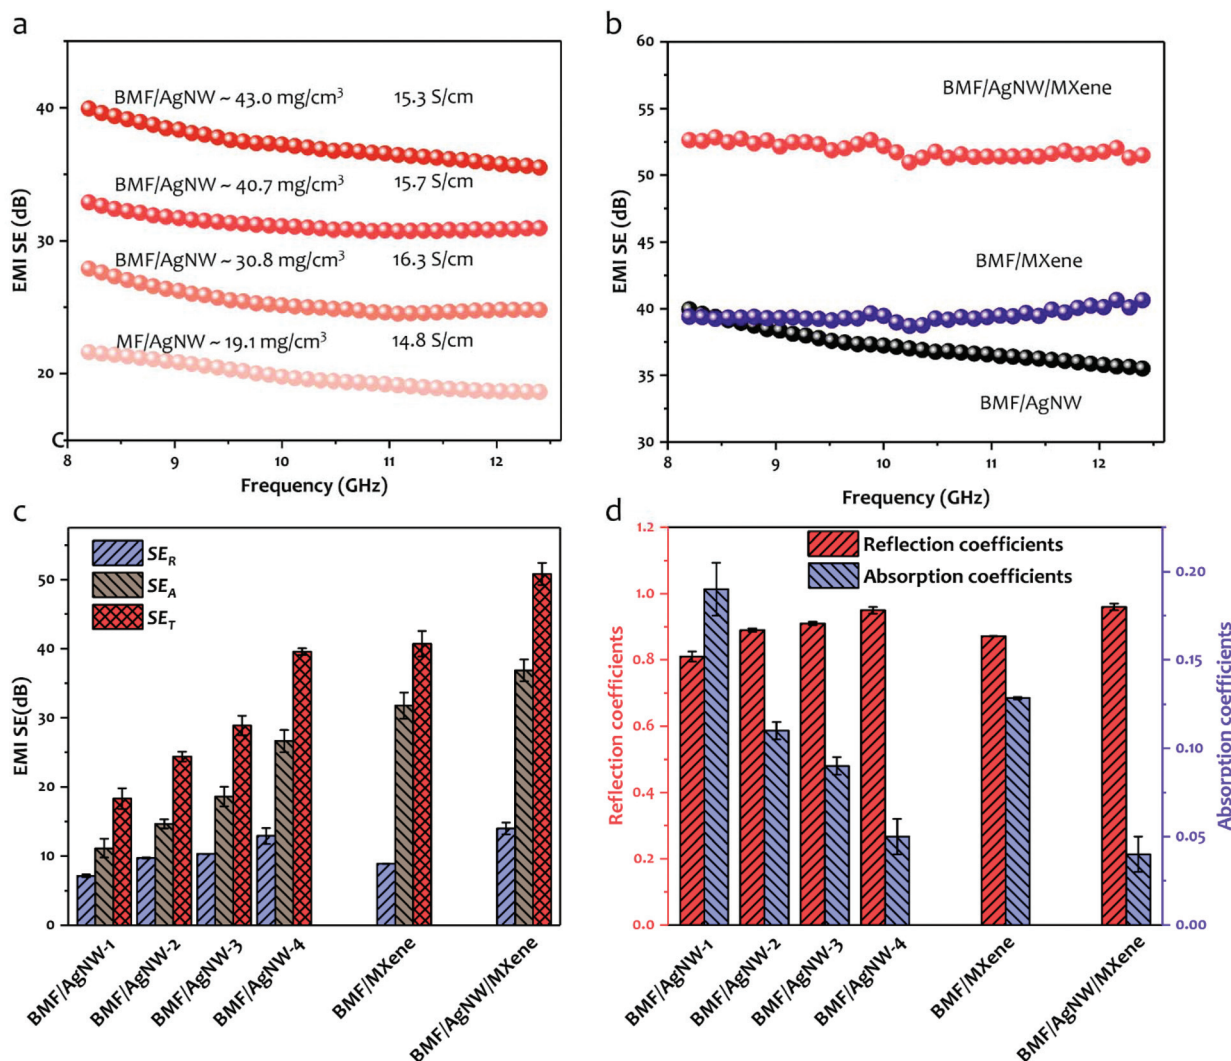 a
BMF/AgNW ~ 43.0 mg/cm³ 15.3 S/cm
BMF/AgNW ~ 40.7 mg/cm³ 15.7 S/cm
BMF/AgNW ~ 30.8 mg/cm³ 16.3 S/cm
MF/AgNW ~ 19.1 mg/cm³ 14.8 S/cm
EMI SE (dB)
40
30
20
C
8 9 10 11 12
Frequency (GHz)
b
BMF/AgNW/MXene
BMF/MXene
BMF/AgNW
EMI SE (dB)
60
55
50
45
40
35
30
8 9 10 11 12
Frequency (GHz)
c
SE_R
SE_A
SE_T
EMI SE(dB)
50
40
30
20
10
0
BMF/AgNW-1
BMF/AgNW-2
BMF/AgNW-3
BMF/AgNW-4
BMF/MXene
BMF/AgNW/MXene
d
Reflection coefficients
Absorption coefficients
Reflection coefficients
1.2
1.0
0.8
0.6
0.4
0.2
0.0
Absorption coefficients
0.20
0.15
0.10
0.05
0.00
BMF/AgNW-1
BMF/AgNW-2
BMF/AgNW-3
BMF/AgNW-4
BMF/MXene
BMF/AgNW/MXene